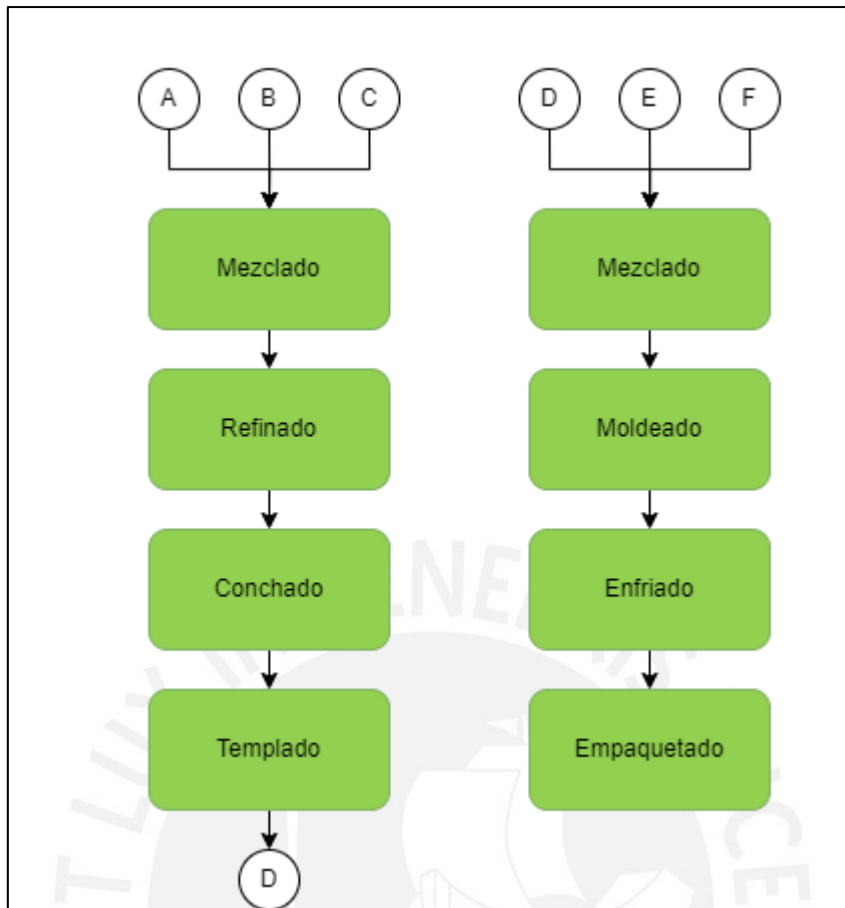 A
B
C
Mezclado
Refinado
Conchado
Templado
D
D
E
F
Mezclado
Moldeado
Enfriado
Empaquetado